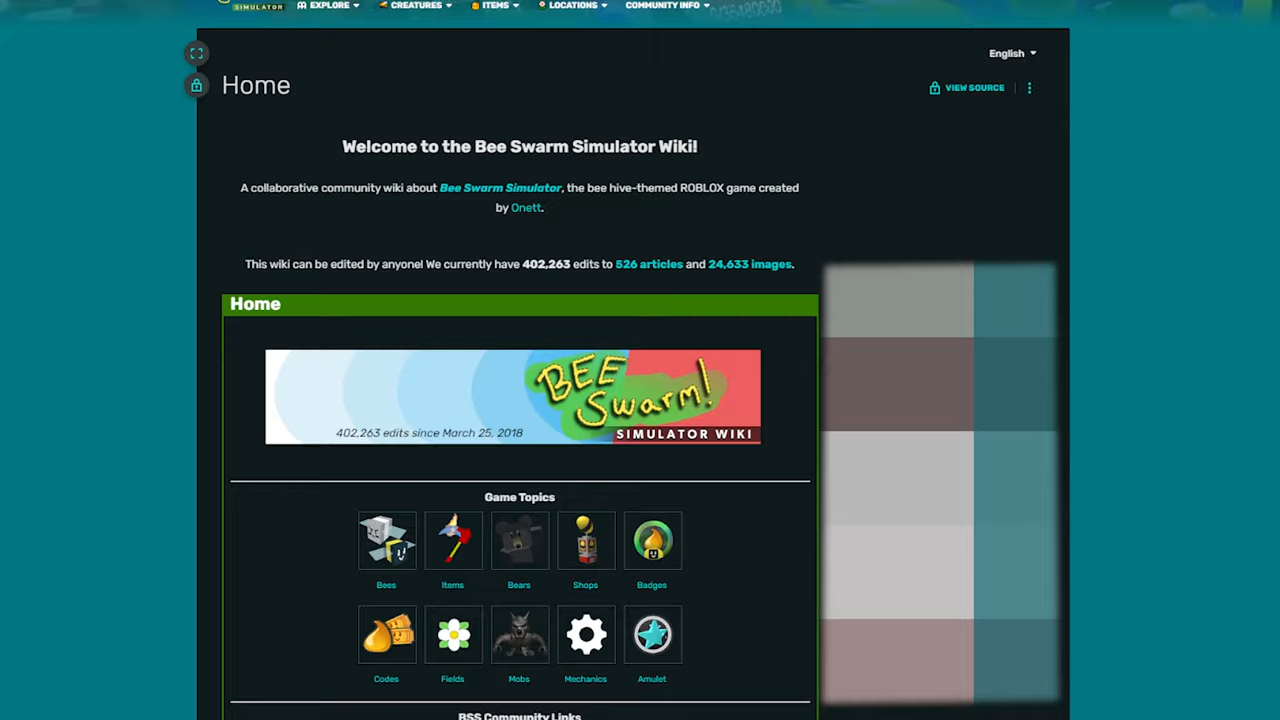 SIMULATOR
EXPLORE
CREATURES
ITEMS
LOCATIONS
COMMUNITY INFO
English
Home
VIEW SOURCE
Welcome to the Bee Swarm Simulator Wiki!
A collaborative community wiki about Bee Swarm Simulator, the bee hive-themed ROBLOX game created
by Onett.
This wiki can be edited by anyone! We currently have 402,263 edits to 526 articles and 24,633 images.
Home
BEE
Swarm!
402,263 edits since March 25, 2018
SIMULATOR WIKI
Game Topics
Bees Items Bears Shops Badges
Codes Fields Mobs Mechanics Amulet
BSS Community Links